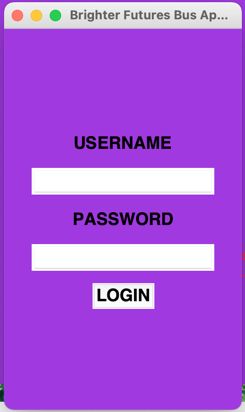 Brighter Futures Bus Ap...
USERNAME
PASSWORD
LOGIN